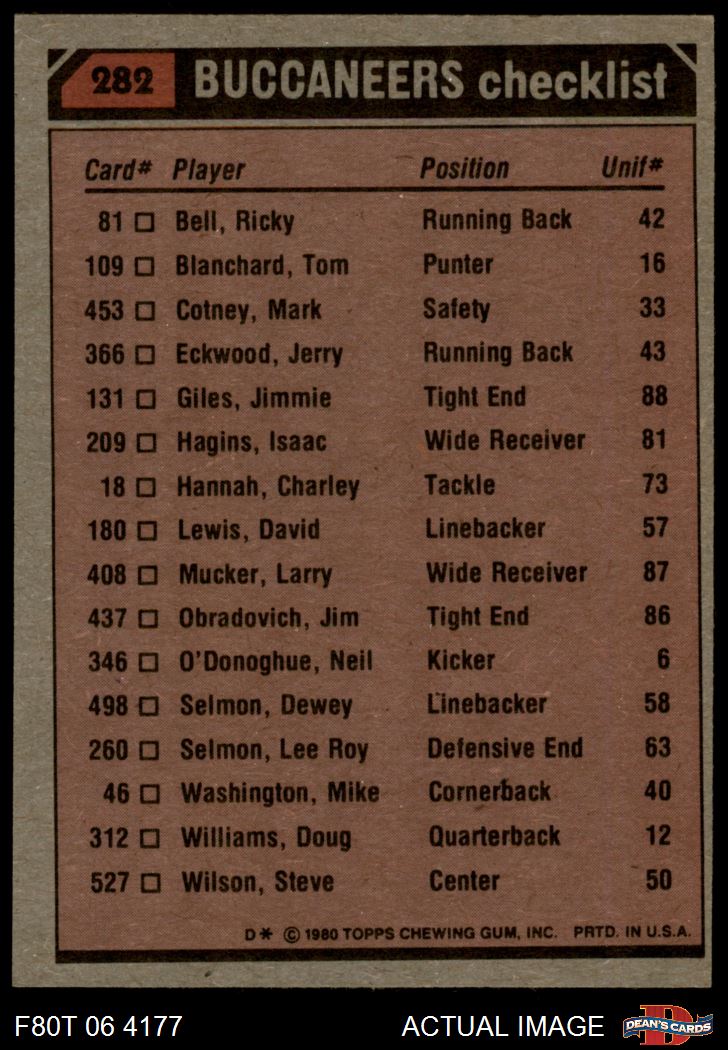 282 BUCCANEERS checklist
Card# Player Position Unif#
81 Bell, Ricky Running Back 42
109 Blanchard, Tom Punter 16
453 Cotney, Mark Safety 33
366 Eckwood, Jerry Running Back 43
131 Giles, Jimmie Tight End 88
209 Hagins, Isaac Wide Receiver 81
18 Hannah, Charley Tackle 73
180 Lewis, David Linebacker 57
408 Mucker, Larry Wide Receiver 87
437 Obradovich, Jim Tight End 86
346 O'Donoghue, Neil Kicker 6
498 Selmon, Dewey Linebacker 58
260 Selmon, Lee Roy Defensive End 63
46 Washington, Mike Cornerback 40
312 Williams, Doug Quarterback 12
527 Wilson, Steve Center 50
D* © 1980 TOPPS CHEWING GUM, INC. PRTD. IN U.S.A.
F80T 06 4177 ACTUAL IMAGE D DEAN'S CARDS